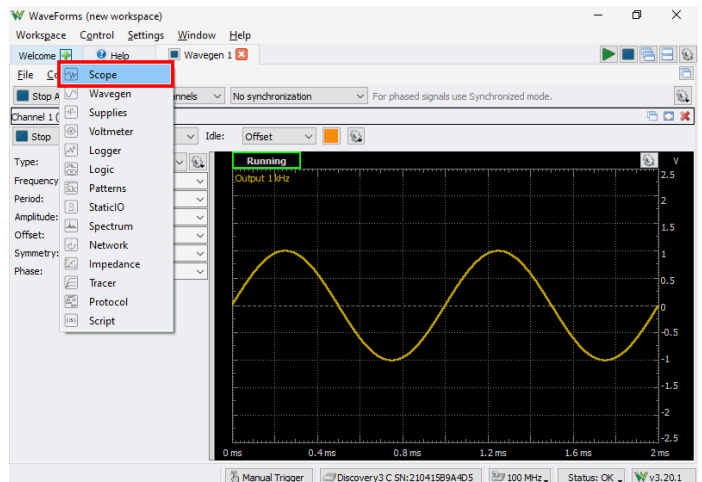 WaveForms (new workspace)
Workspace Control Settings Window Help
Welcome Help Wavegen 1
File
Scope
Stop No synchronization For phased signals use Synchronized mode.
Wavegen
Channel 1
Supplies
Stop Idle: Offset
Voltmeter
Type:
Logger
Running
V
Frequency
Logic
Output 1 kHz
2.5
Period:
Patterns
2
Amplitude:
StaticIO
1.5
Offset:
Spectrum
Symmetry:
Network
1
Phase:
Impedance
0.5
Tracer
Protocol
0
Script
-0.5
-1
-1.5
-2
-2.5
0 ms 0.4 ms 0.8 ms 1.2 ms 1.6 ms 2 ms
Manual Trigger Discovery3 C SN:210415B9A4D5 100 MHz Status: OK v3.20.1